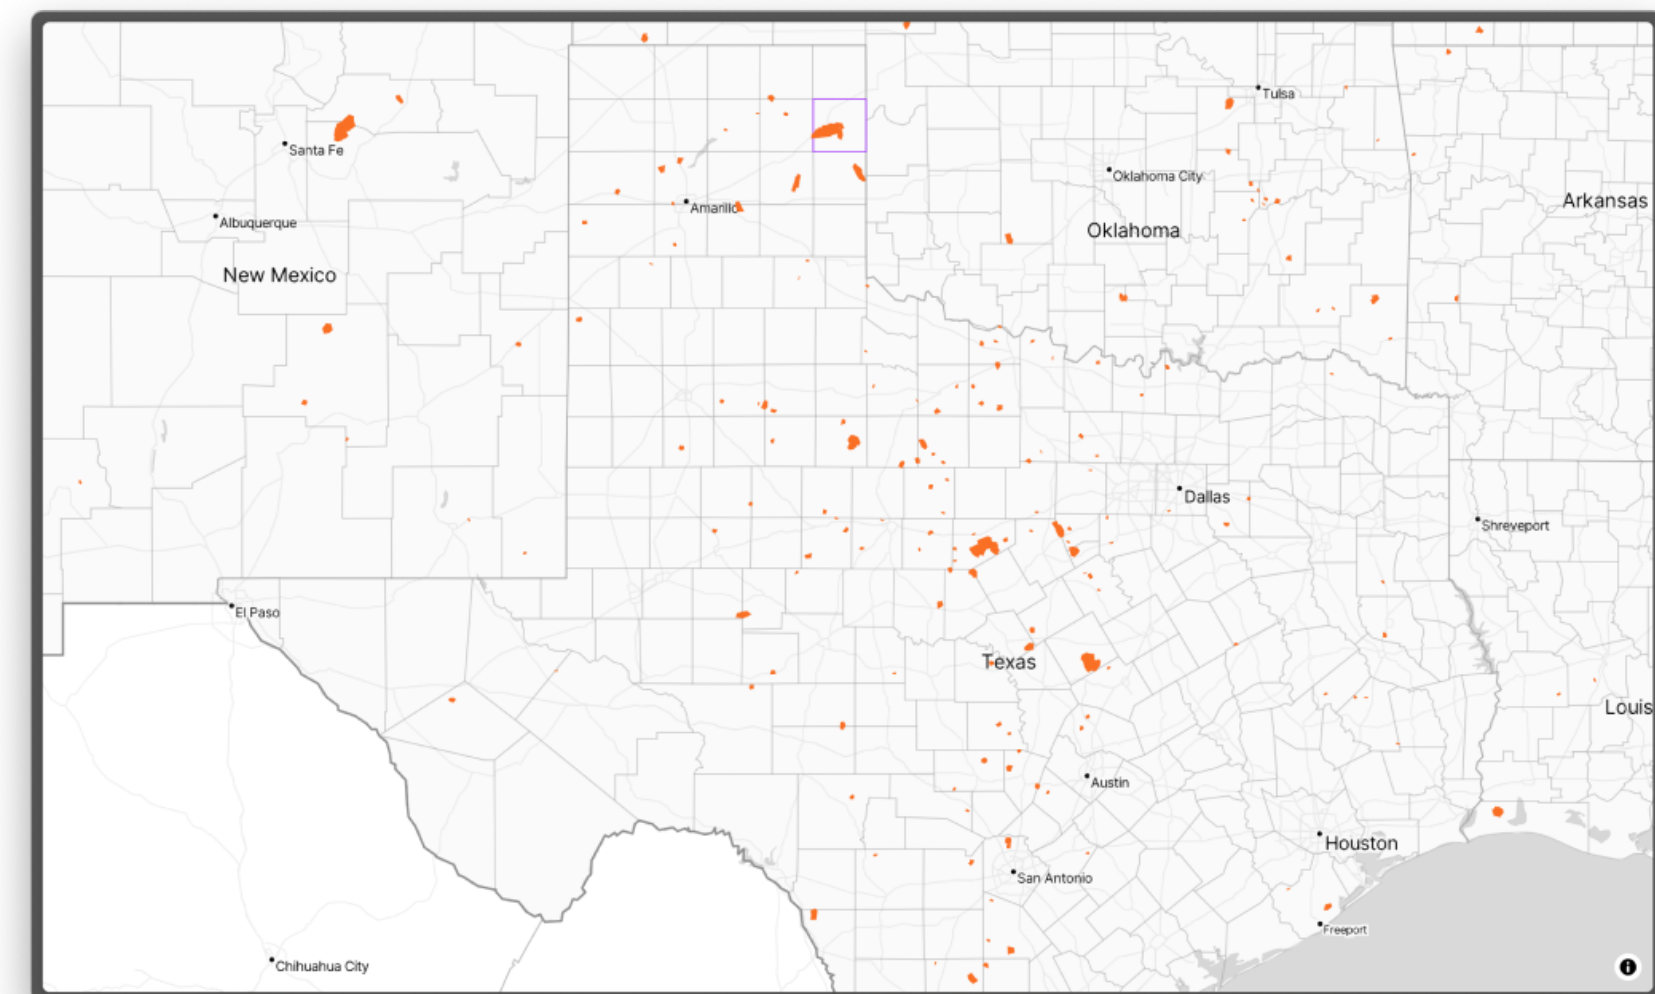 Tulsa
Santa Fe
Oklahoma City
Arkansas
Amarillo
Albuquerque
Oklahoma
New Mexico
Dallas
Shreveport
El Paso
Texas
Louis
Austin
Houston
San Antonio
Freeport
Chihuahua City
i